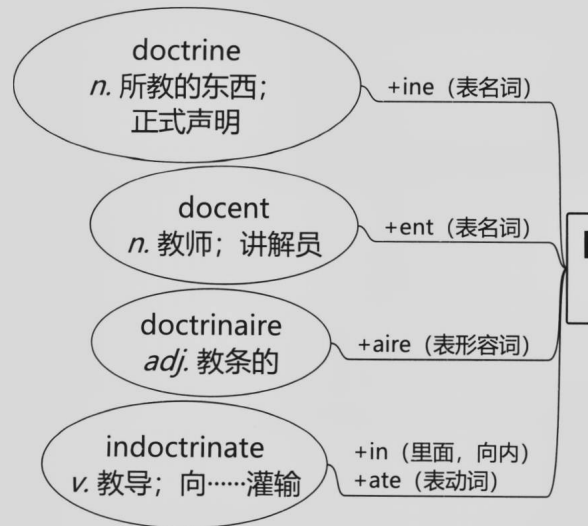 doctrine
n. 所教的东西；
正式声明
+ine（表名词）
docent
n. 教师；讲解员
+ent（表名词）
doctrinaire
adj. 教条的
+aire（表形容词）
indoctrinate
v. 教导；向……灌输
+in（里面，向内）
+ate（表动词）